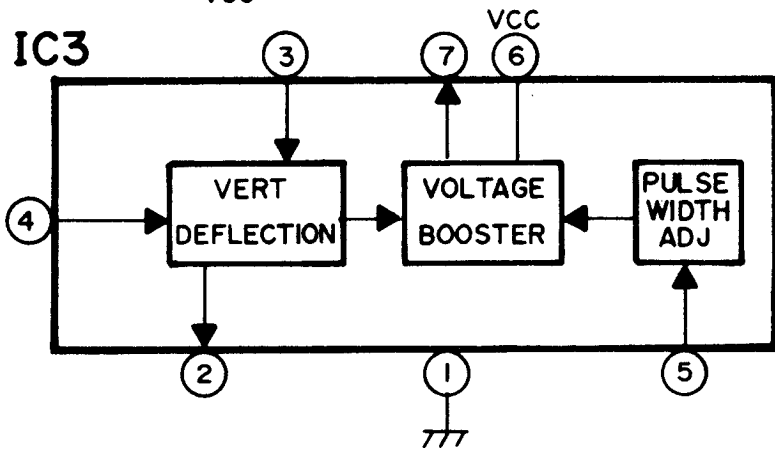 VCC
IC3
3
7
VCC
6
4
VERT
DEFLECTION
VOLTAGE
BOOSTER
PULSE
WIDTH
ADJ
2
1
5